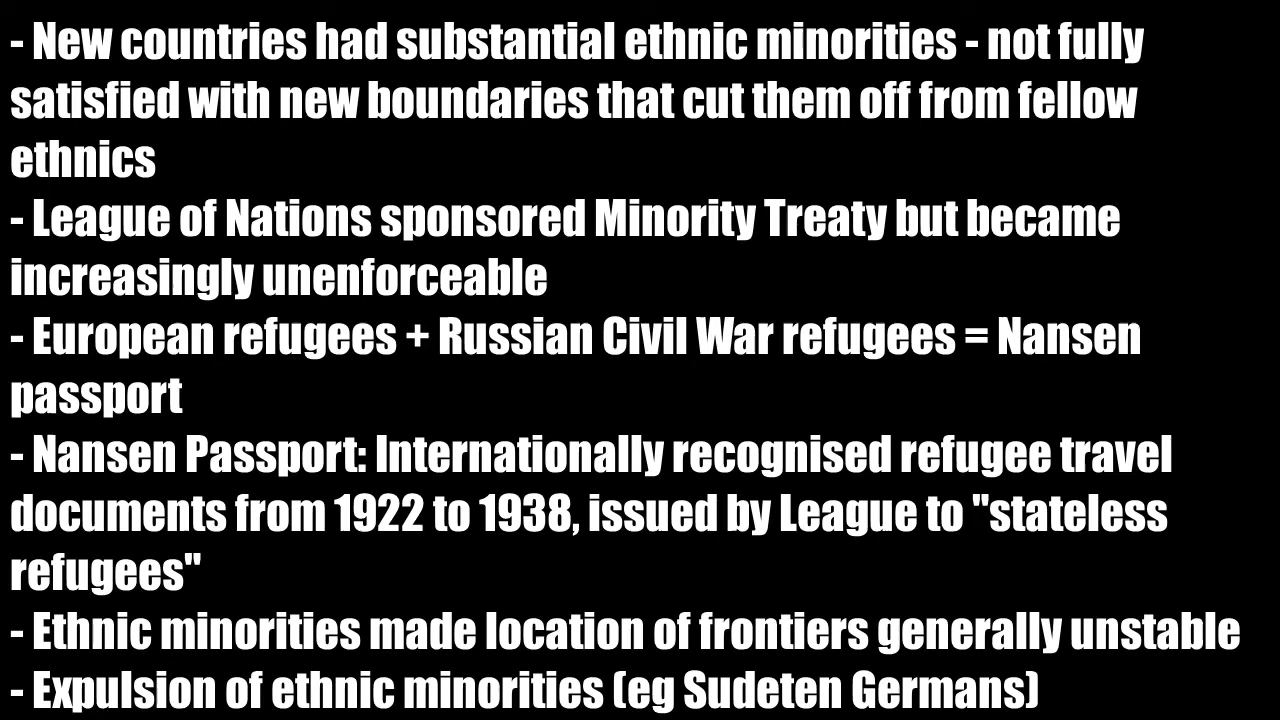 - New countries had substantial ethnic minorities - not fully
satisfied with new boundaries that cut them off from fellow
ethnics
- League of Nations sponsored Minority Treaty but became
increasingly unenforceable
- European refugees + Russian Civil War refugees = Nansen
passport
- Nansen Passport: Internationally recognised refugee travel
documents from 1922 to 1938, issued by League to "stateless
refugees"
- Ethnic minorities made location of frontiers generally unstable
- Expulsion of ethnic minorities (eg Sudeten Germans)